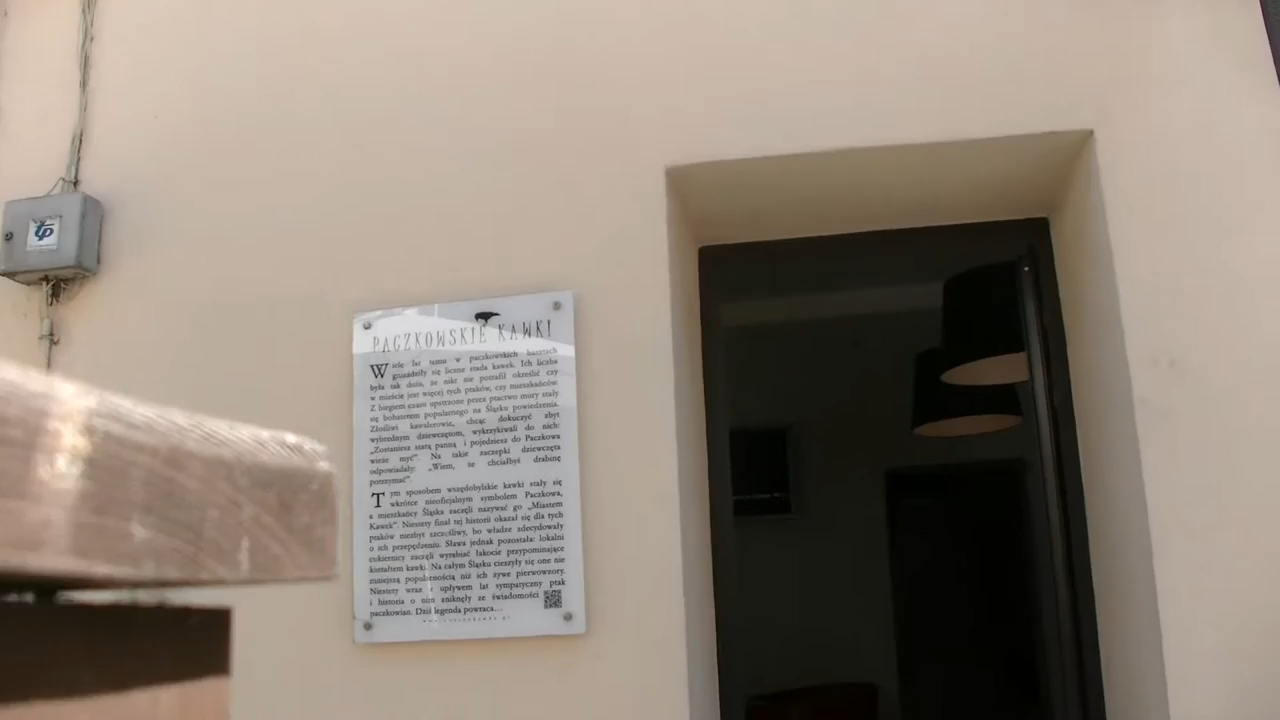 tp
PACZKOWSKIE KAWKI
Wiele lat temu w paczkowskich basztach
gnieździły się liczne stada kawek. Ich liczba
była tak duża, że nikt nie potrafił określić czy
w mieście jest więcej tych ptaków, czy mieszkańców.
Z biegiem czasu upstrzone przez ptactwo mury stały
się bohaterem popularnego na Śląsku powiedzenia.
Złośliwi kawalerowie, chcąc dokuczyć zbyt
wybrednym dziewczętom, wykrzykiwali do nich:
„Zostaniesz starą panną i pojedziesz do Paczkowa
wieże myć”. Na takie zaczepki dziewczęta
odpowiadały: „Wiem, że chciałbyś drabinę
potrzymać”.
Tym sposobem wszędobylskie kawki stały się
wkrótce nieoficjalnym symbolem Paczkowa,
a mieszkańcy Śląska zaczęli nazywać go „Miastem
Kawek”. Niestety finał tej historii okazał się dla tych
ptaków niezbyt szczęśliwy, bo władze zdecydowały
o ich przepędzeniu. Sława jednak pozostała: lokalni
cukiernicy zaczęli wyrabiać łakocie przypominające
kształtem kawki. Na całym Śląsku cieszyły się one nie
mniejszą popularnością niż ich żywe pierwowzory.
Niestety wraz z upływem lat sympatyczny ptak
i historia o nim zniknęły ze świadomości
paczkowian. Dziś legenda powraca...